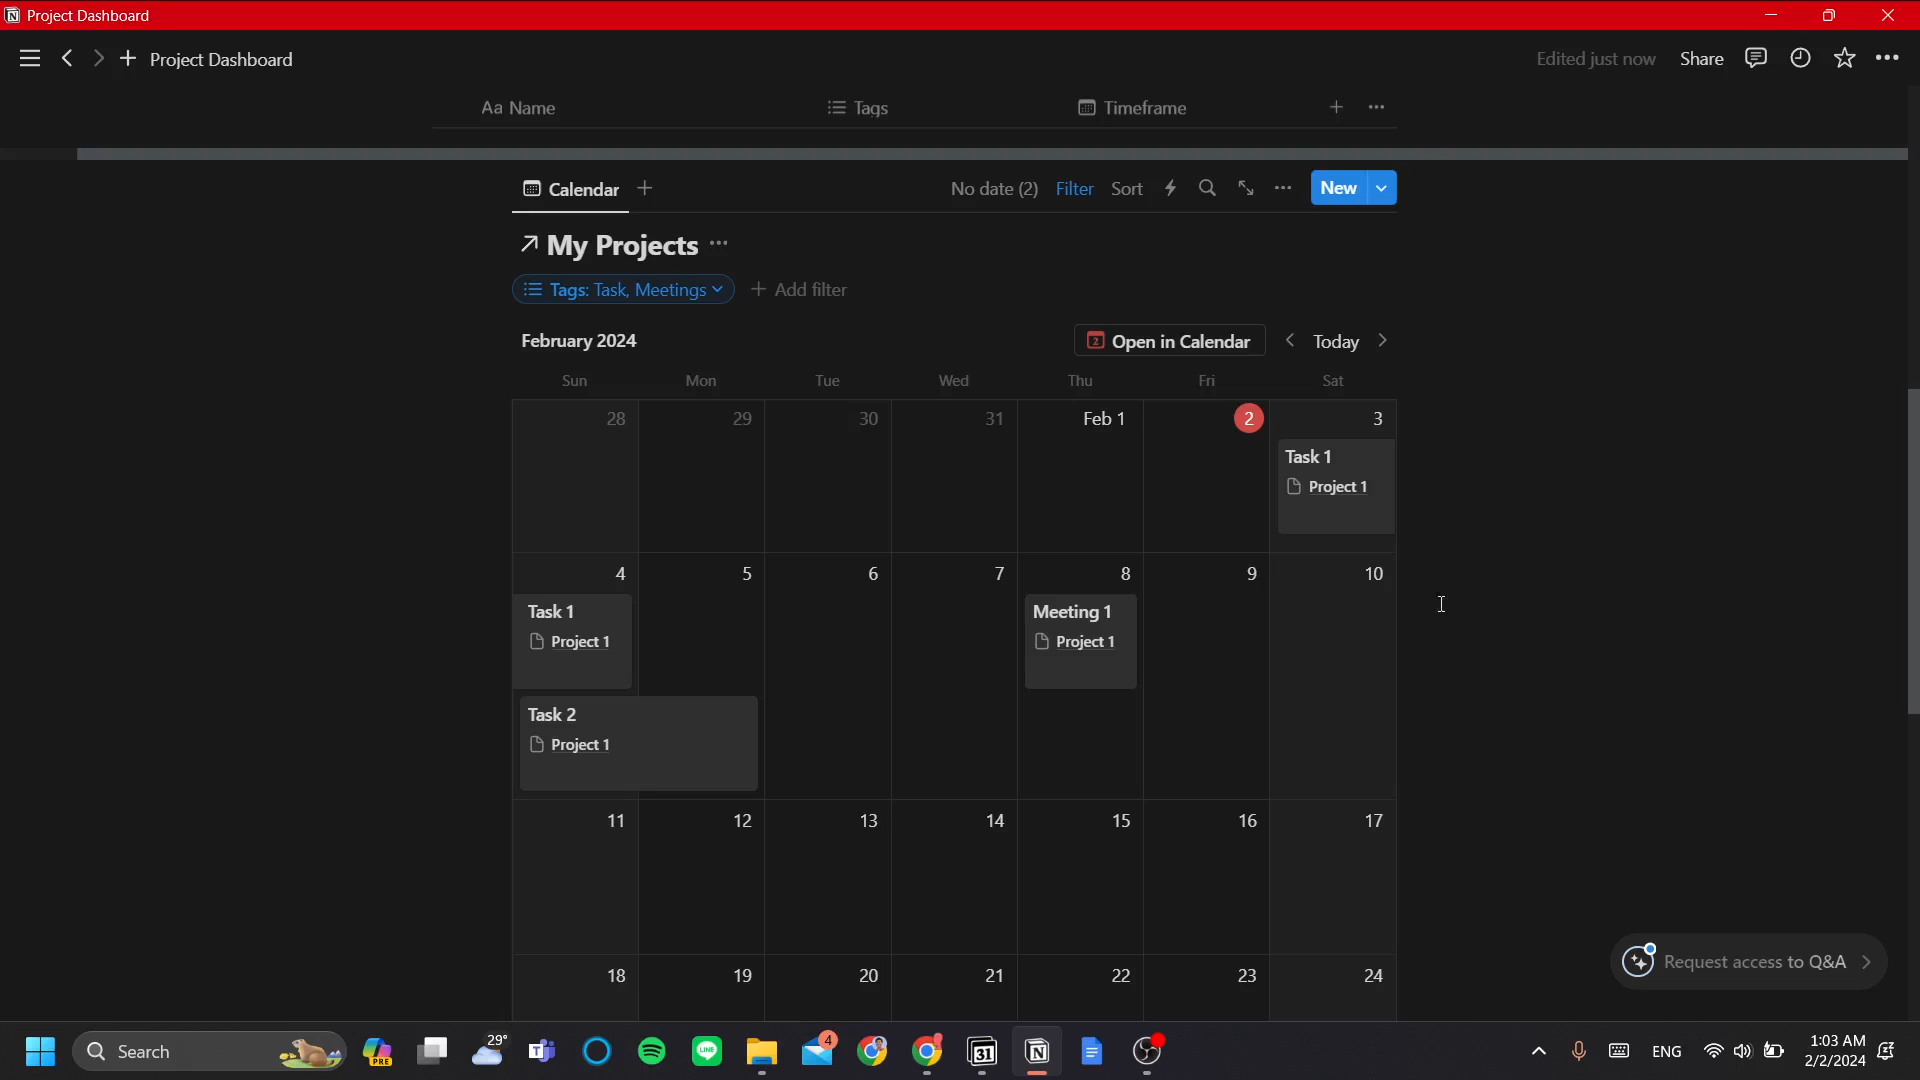 Project Dashboard
Project Dashboard
Edited just now Share
Aa Name Tags Timeframe
Calendar No date (2) Filter Sort New
My Projects
Tags: Task, Meetings Add filter
February 2024 2 Open in Calendar Today
Sun Mon Tue Wed Thu Fri Sat
28 29 30 31 Feb 1 2 3
Task 1
Project 1
4 5 6 7 8 9 10
Task 1 Meeting 1
Project 1 Project 1
Task 2
Project 1
11 12 13 14 15 16 17
Request access to Q&A
18 19 20 21 22 23 24
Search PRE 29° LINE 4 31 ENG 1:03 AM
2/2/2024